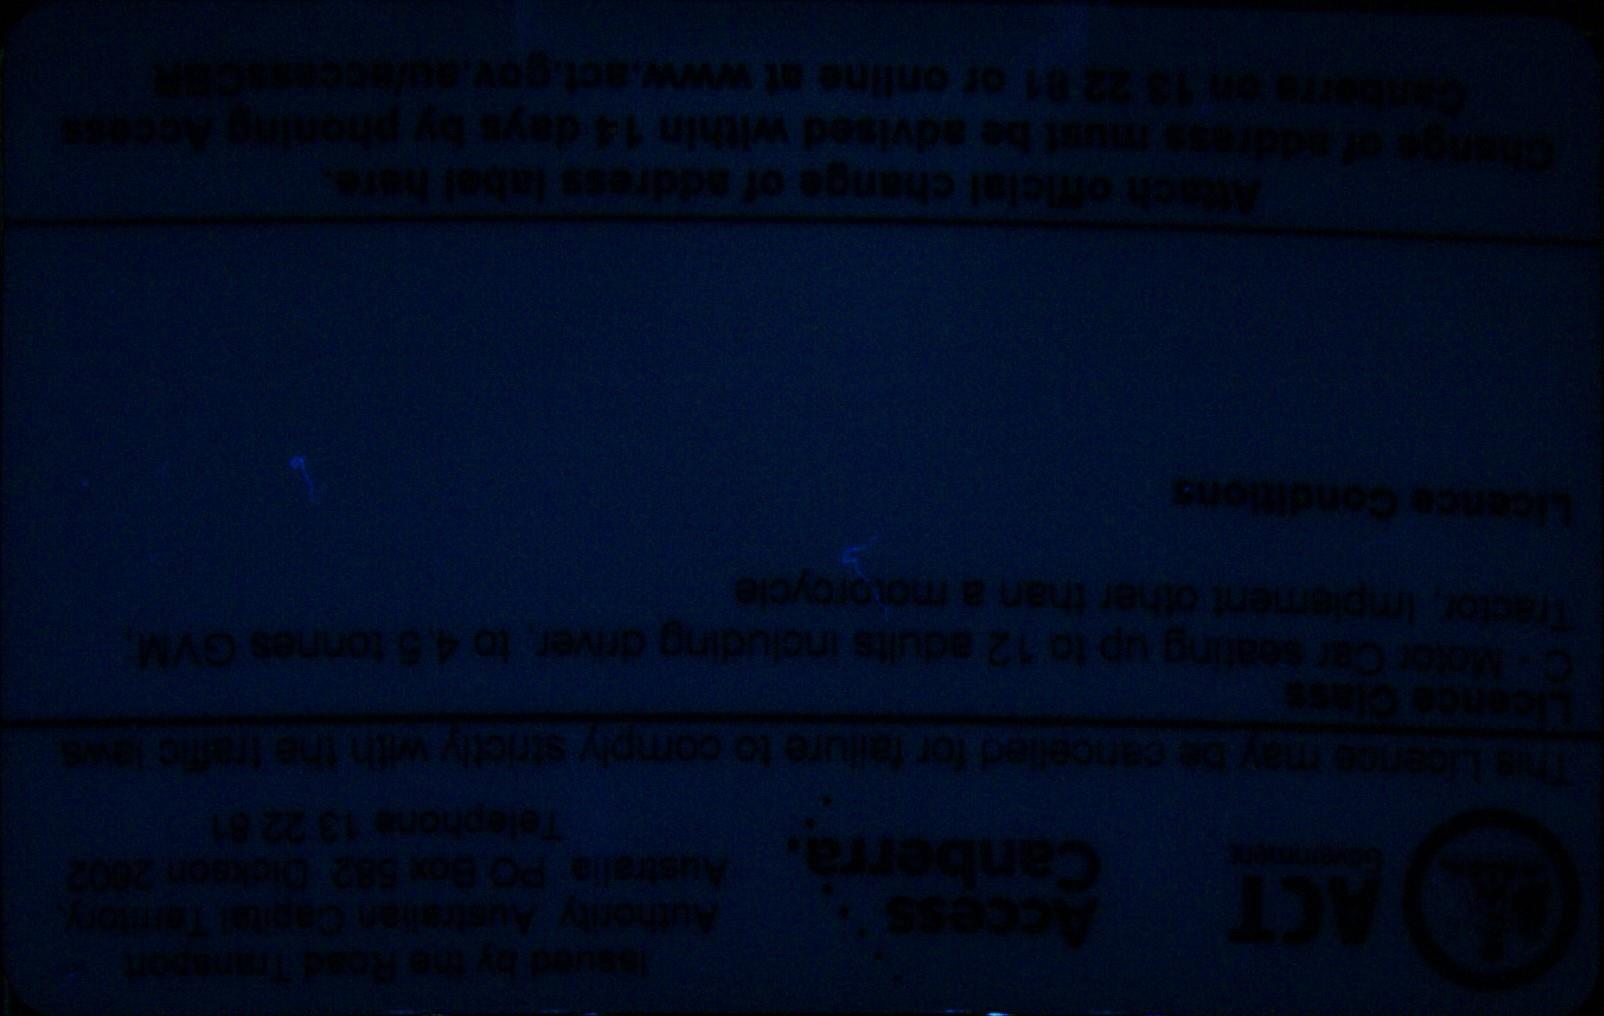 ACT
Government
Access
Canberra.
Issued by the Road Transport
Authority Australian Capital Territory,
Australia PO Box 582 Dickson 2602
Telephone 13 22 81
This Licence may be cancelled for failure to comply strictly with the traffic laws
Licence Class
C - Motor Car seating up to 12 adults including driver, to 4.5 tonnes GVM,
Tractor, Implement other than a motorcycle
Licence Conditions
Attach official change of address label here.
Change of address must be advised within 14 days by phoning Access
Canberra on 13 22 81 or online at www.act.gov.au/accessCBR